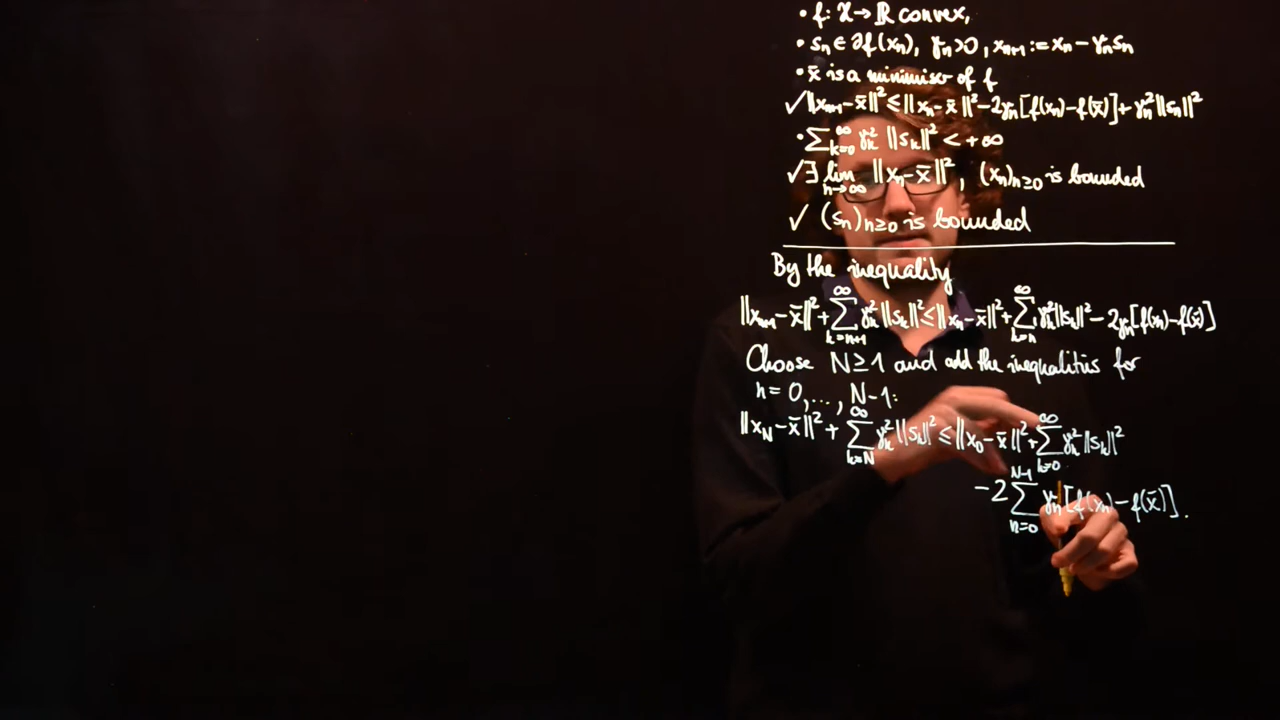 • f: X → ℝ convex,
• sₙ ∈ ∂f(xₙ), γₙ > 0, xₙ₊₁ := xₙ − γₙsₙ
• x̄ is a minimiser of f
✓ ‖xₙ₊₁ − x̄‖² ≤ ‖xₙ − x̄‖² − 2γₙ[f(xₙ) − f(x̄)] + γₙ²‖sₙ‖²
• ∑_{k=0}^{∞} γₖ² ‖sₖ‖² < +∞
✓ ∃ lim_{n→∞} ‖xₙ − x̄‖², (xₙ)ₙ≥₀ is bounded
✓ (sₙ)ₙ≥₀ is bounded
By the inequality
‖xₙ₊₁ − x̄‖² + ∑_{k=n+1}^{∞} γₖ²‖sₖ‖² ≤ ‖xₙ − x̄‖² + ∑_{k=n}^{∞} γₖ²‖sₖ‖² − 2γₙ[f(xₙ) − f(x̄)]
Choose N ≥ 1 and add the inequalities for
n = 0, ..., N−1:
‖x_N − x̄‖² + ∑_{k=N}^{∞} γₖ²‖sₖ‖² ≤ ‖x₀ − x̄‖² + ∑_{k=0}^{∞} γₖ²‖sₖ‖²
−2 ∑_{n=0}^{N−1} γₙ[f(xₙ) − f(x̄)].